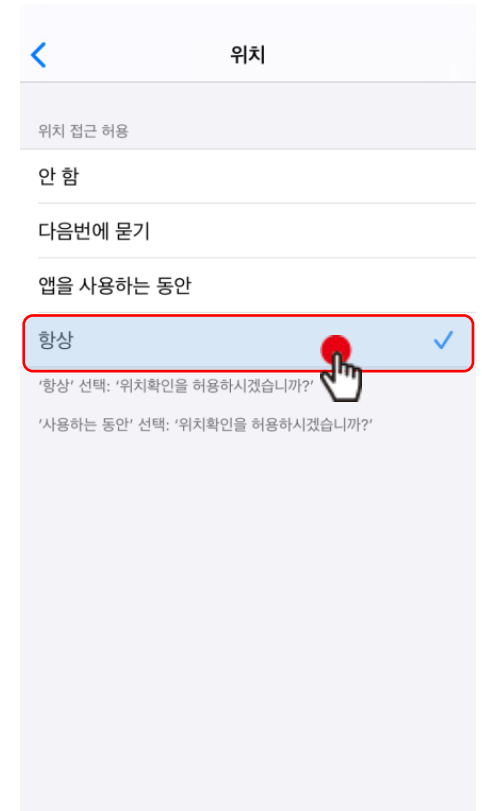 위치
위치 접근 허용
안 함
다음번에 묻기
앱을 사용하는 동안
항상
‘항상’ 선택: ‘위치확인을 허용하시겠습니까?’
‘사용하는 동안’ 선택: ‘위치확인을 허용하시겠습니까?’